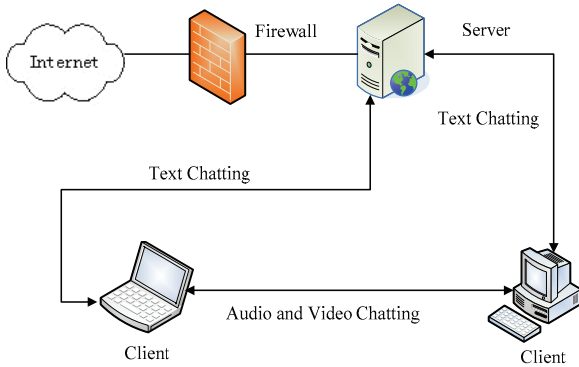 Firewall
Server
Internet
Text Chatting
Text Chatting
Audio and Video Chatting
Client
Client